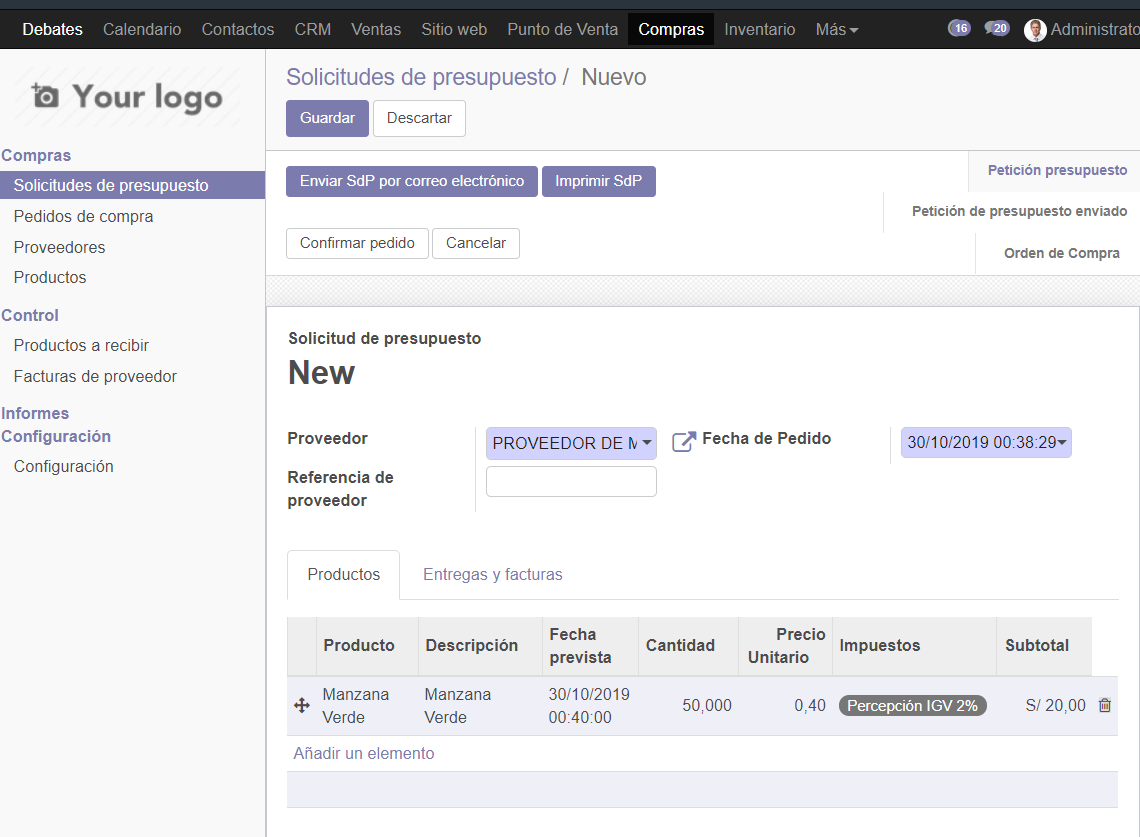 Debates Calendario Contactos CRM Ventas Sitio web Punto de Venta Compras Inventario Más 16 20 Administrato
Your logo
Compras
Solicitudes de presupuesto
Pedidos de compra
Proveedores
Productos
Control
Productos a recibir
Facturas de proveedor
Informes
Configuración
Configuración
Solicitudes de presupuesto / Nuevo
Guardar Descartar
Enviar SdP por correo electrónico Imprimir SdP
Confirmar pedido Cancelar
Petición presupuesto
Petición de presupuesto enviado
Orden de Compra
Solicitud de presupuesto
New
Proveedor PROVEEDOR DE
Referencia de
proveedor
Fecha de Pedido 30/10/2019 00:38:29
Productos Entregas y facturas
Producto Descripción Fecha prevista Cantidad Precio Unitario Impuestos Subtotal
Manzana Verde Manzana Verde 30/10/2019 00:40:00 50,000 0,40 Percepción IGV 2% S/ 20,00
Añadir un elemento